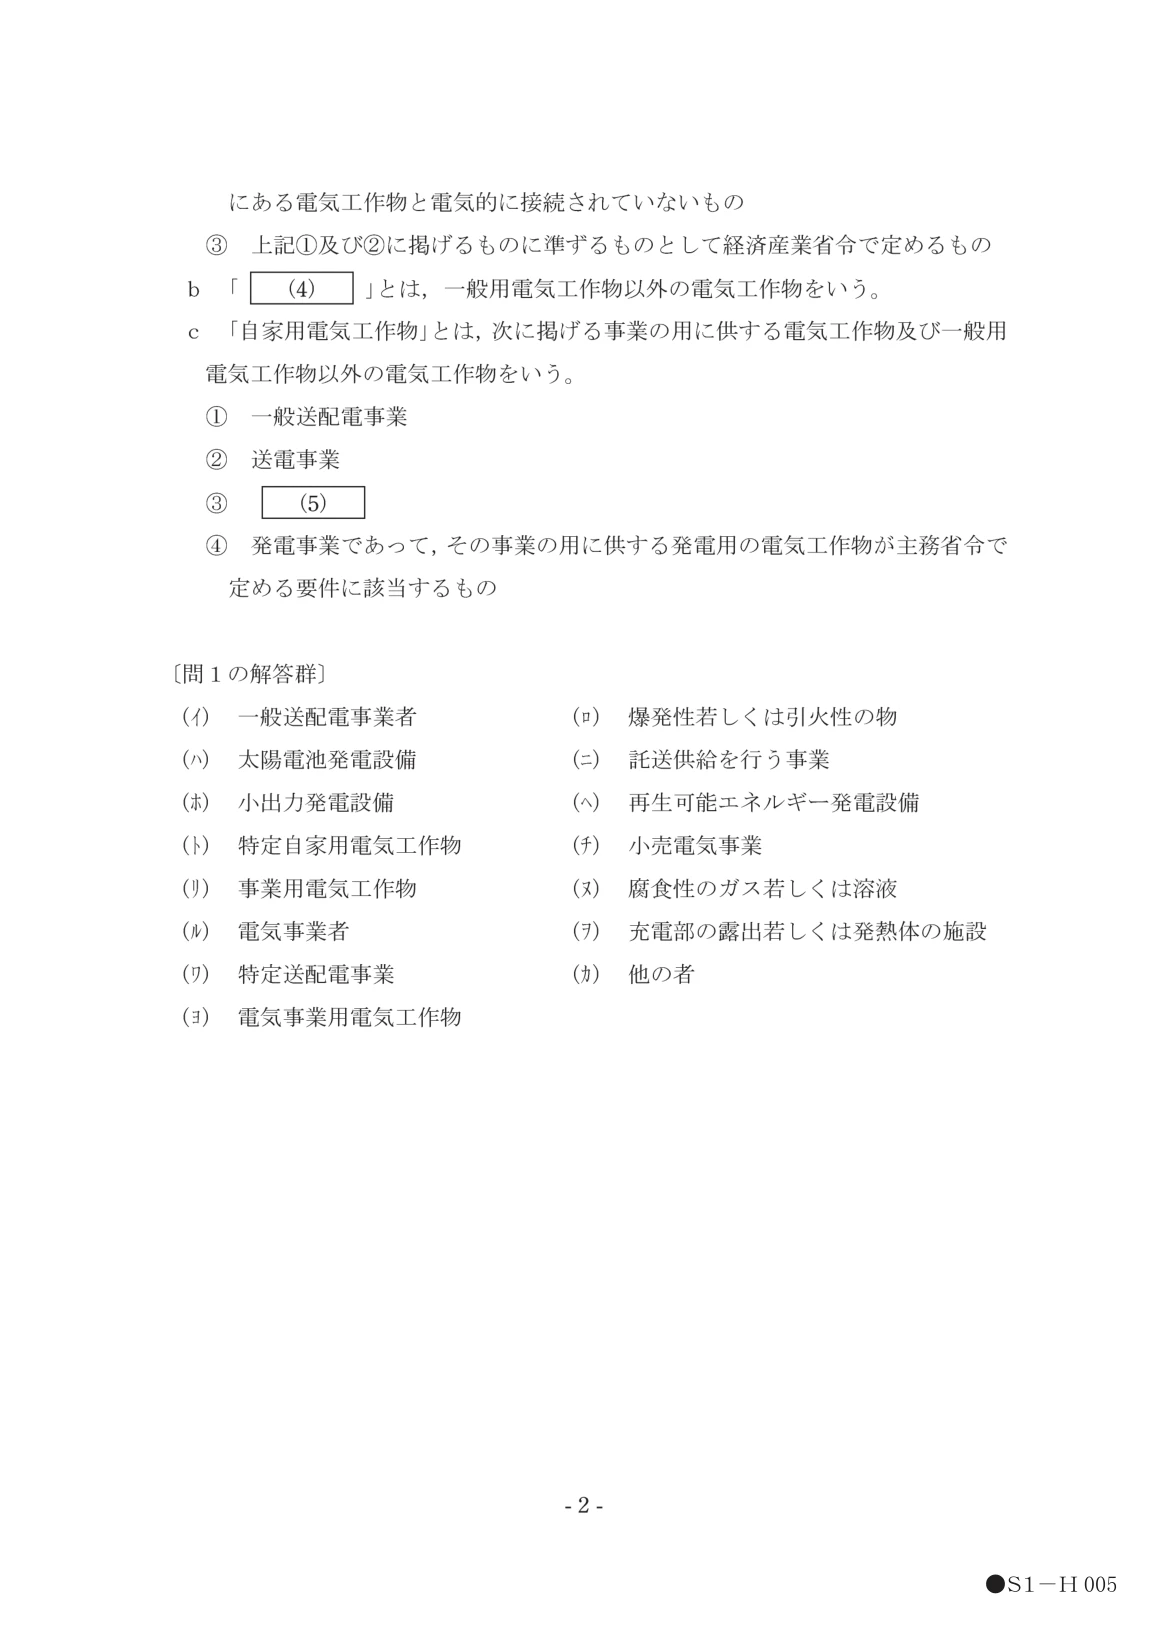 にある電気工作物と電気的に接続されていないもの
③ 上記①及び②に掲げるものに準ずるものとして経済産業省令で定めるもの
b 「 (4) 」とは，一般用電気工作物以外の電気工作物をいう。
c 「自家用電気工作物」とは，次に掲げる事業の用に供する電気工作物及び一般用
電気工作物以外の電気工作物をいう。
① 一般送配電事業
② 送電事業
③ (5)
④ 発電事業であって，その事業の用に供する発電用の電気工作物が主務省令で
定める要件に該当するもの
〔問１の解答群〕
(ｲ) 一般送配電事業者 (ﾛ) 爆発性若しくは引火性の物
(ﾊ) 太陽電池発電設備 (ﾆ) 託送供給を行う事業
(ﾎ) 小出力発電設備 (ﾍ) 再生可能エネルギー発電設備
(ﾄ) 特定自家用電気工作物 (ﾁ) 小売電気事業
(ﾘ) 事業用電気工作物 (ﾇ) 腐食性のガス若しくは溶液
(ﾙ) 電気事業者 (ｦ) 充電部の露出若しくは発熱体の施設
(ﾜ) 特定送配電事業 (ｶ) 他の者
(ﾖ) 電気事業用電気工作物
- 2 -
●S1－H 005